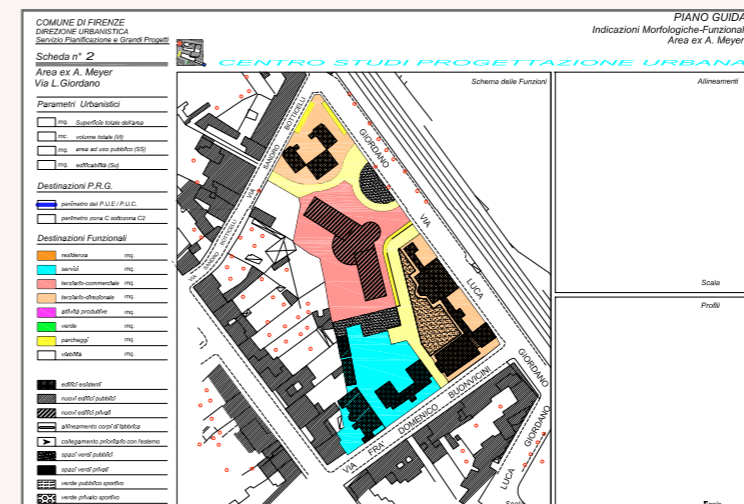 COMUNE DI FIRENZE
DIREZIONE URBANISTICA
Servizio Pianificazione e Grandi Progetti
Scheda n° 2
Area ex A. Meyer
Via L.Giordano
PIANO GUIDA
Indicazioni Morfologiche-Funzional
Area ex A. Meyer
CENTRO STUDI PROGETTAZIONE URBANA
Parametri Urbanistici
mq. Superficie totale dell'area
mc. volume totale (Vl)
mq. area ad uso pubblico (SS)
mq. edificabilità (Su)
Destinazioni P.R.G.
perimetro del P.U.E / P.U.C.
perimetro zona C sottozona C2
Destinazioni Funzionali
residenza mq.
servizi mq.
terziario-commerciale mq.
terziario-direzionale mq.
attività produttive mq.
verde mq.
parcheggi mq.
viabilità mq.
edifici esistenti
nuovi edifici pubblici
nuovi edifici privati
allineamento corpi di fabbrica
collegamento prioritario con l'esterno
spazi verdi pubblici
spazi verdi privati
verde pubblico sportivo
verde privato sportivo
Schema delle Funzioni
VIA SANDRO BOTTICELLI
VIA SANDRO BOTTICELLI
GIORDANO
VIA
LUCA
GIORDANO
VIA FRA' DOMENICO BUONVICINI
LUCA GIORDANO
Allineamenti
Scala
Profili